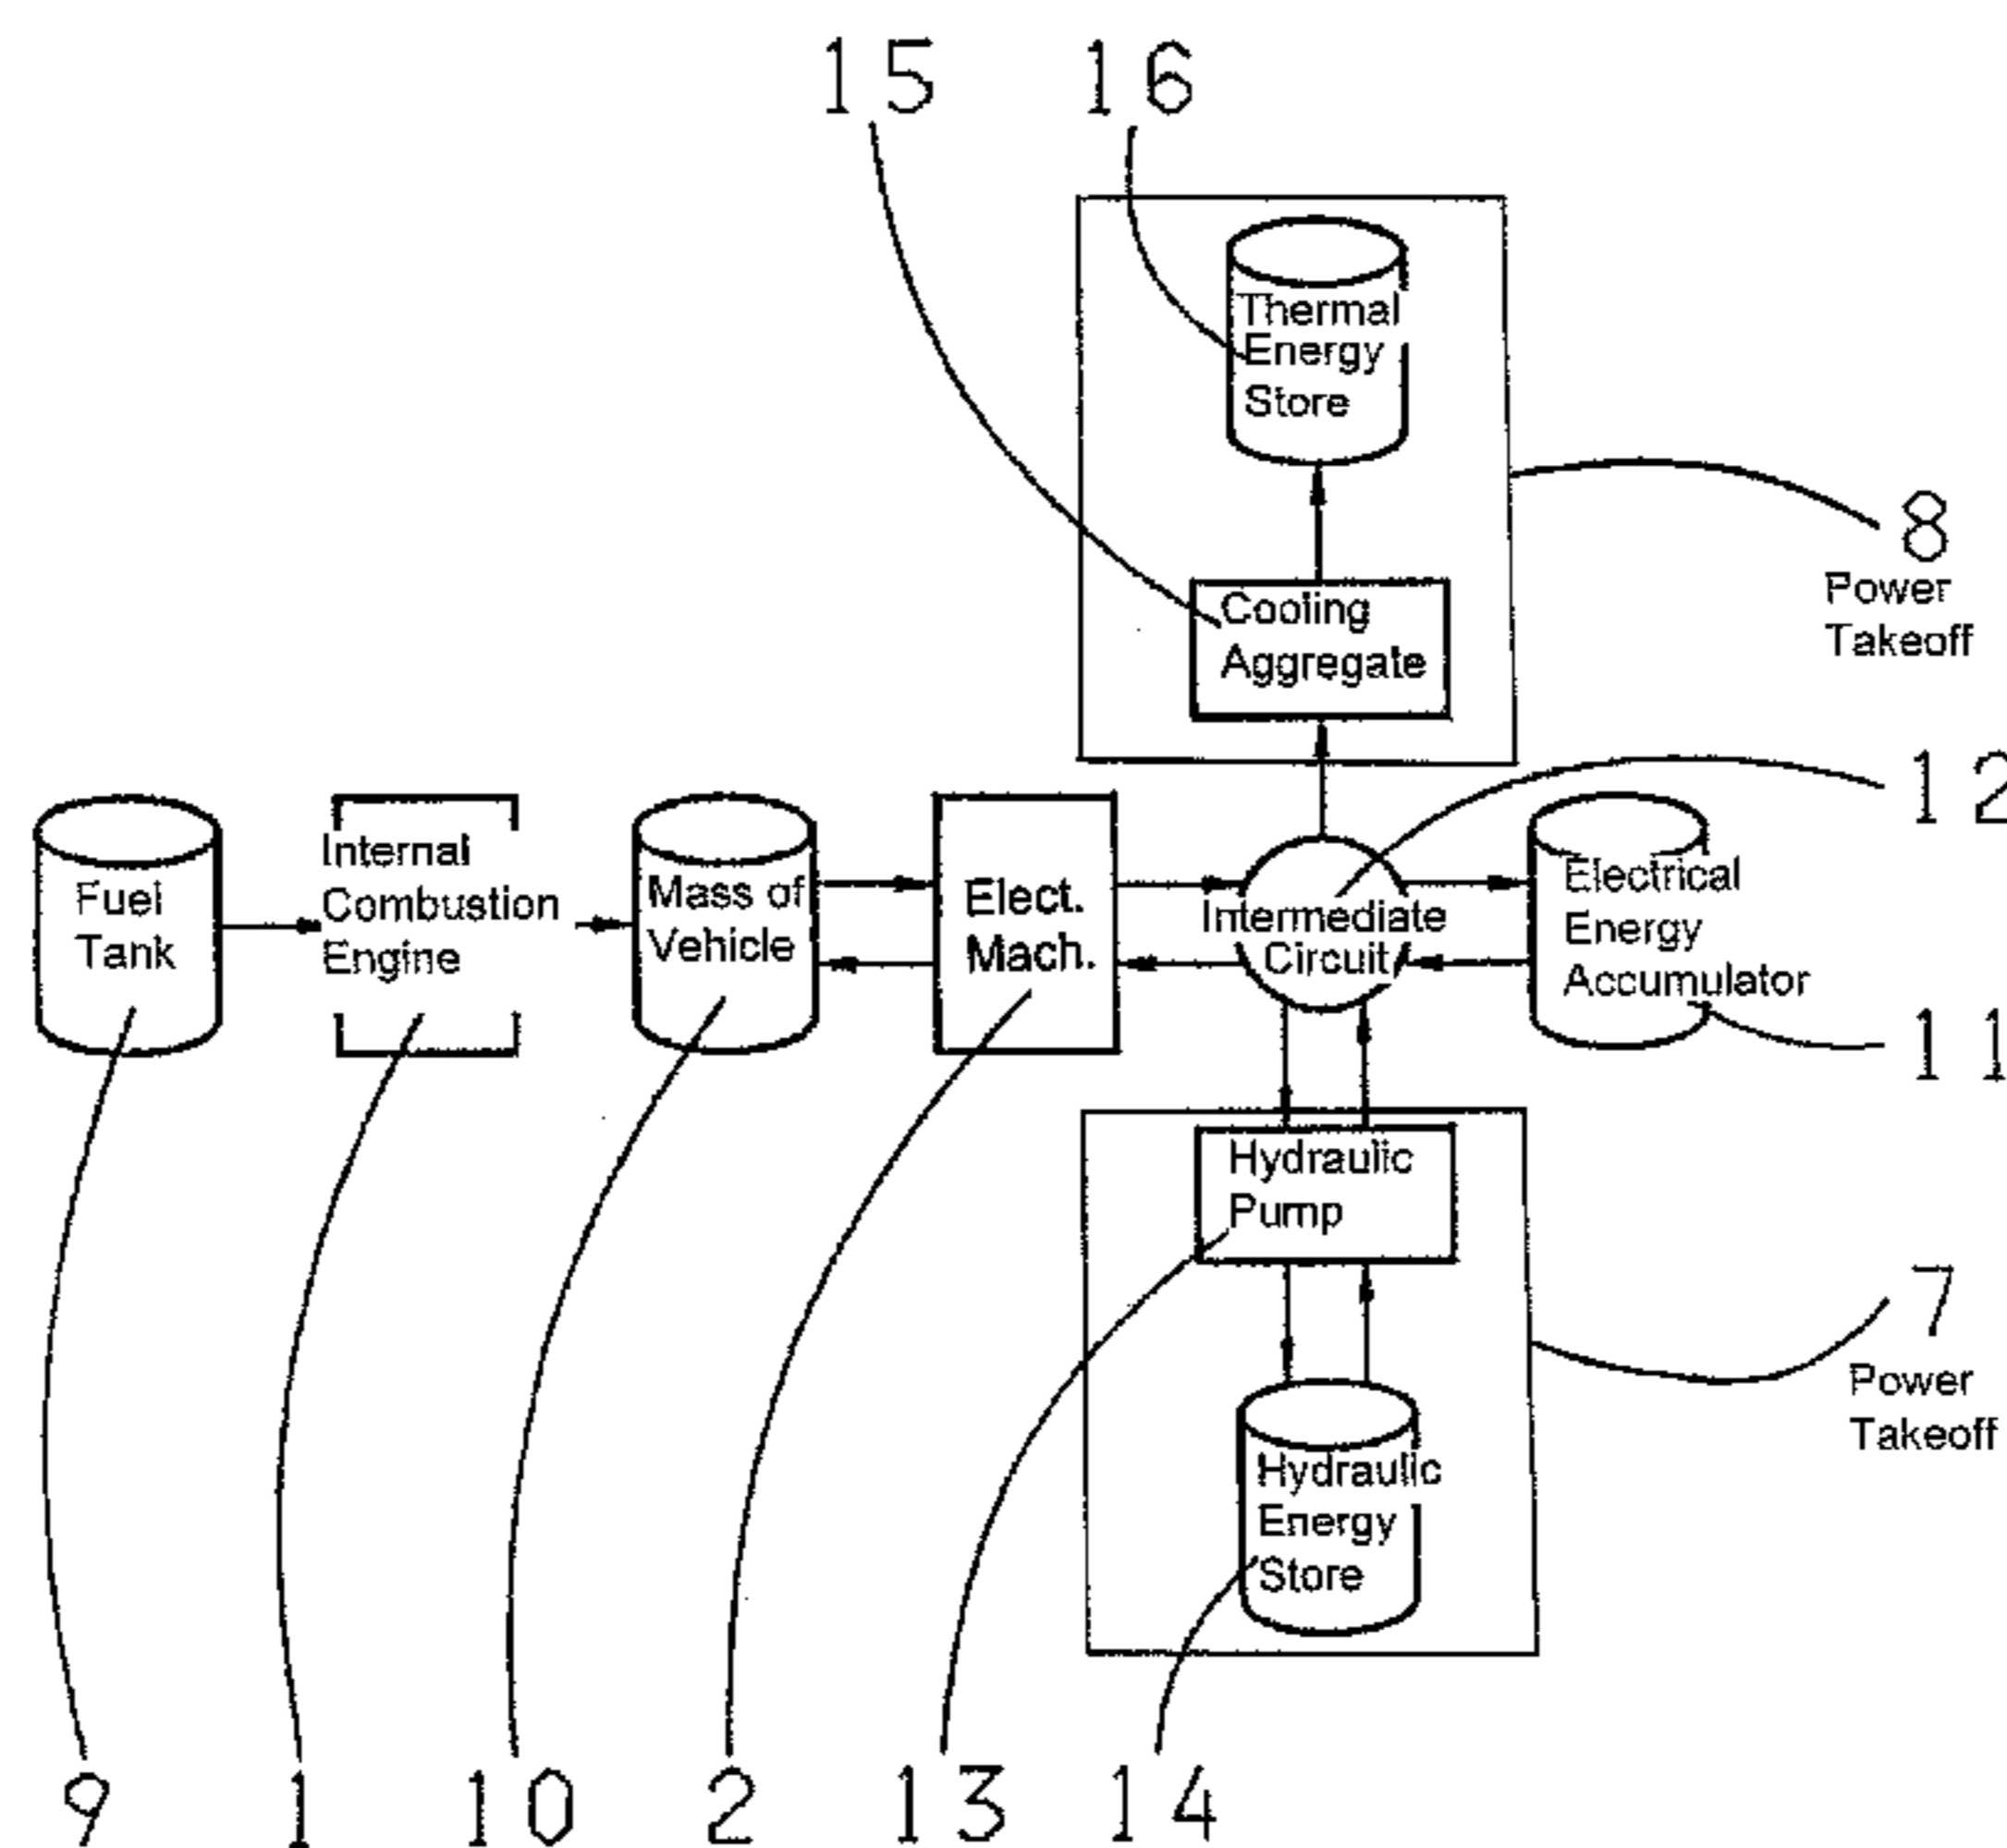 15 16
Thermal
Energy
Store
8
Power
Takeoff
Cooling
Aggregate
12
Fuel
Tank
Internal
Combustion
Engine
Mass of
Vehicle
Elect.
Mach.
Intermediate
Circuit
Electrical
Energy
Accumulator
11
Hydraulic
Pump
7
Power
Takeoff
Hydraulic
Energy
Store
9 1 10 2 13 14